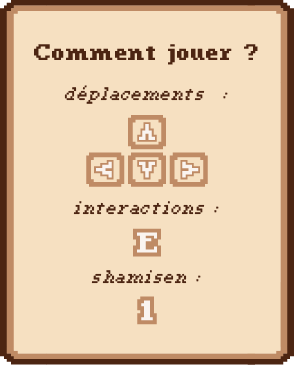 Comment jouer ?
déplacements :
interactions :
E
shamisen :
1